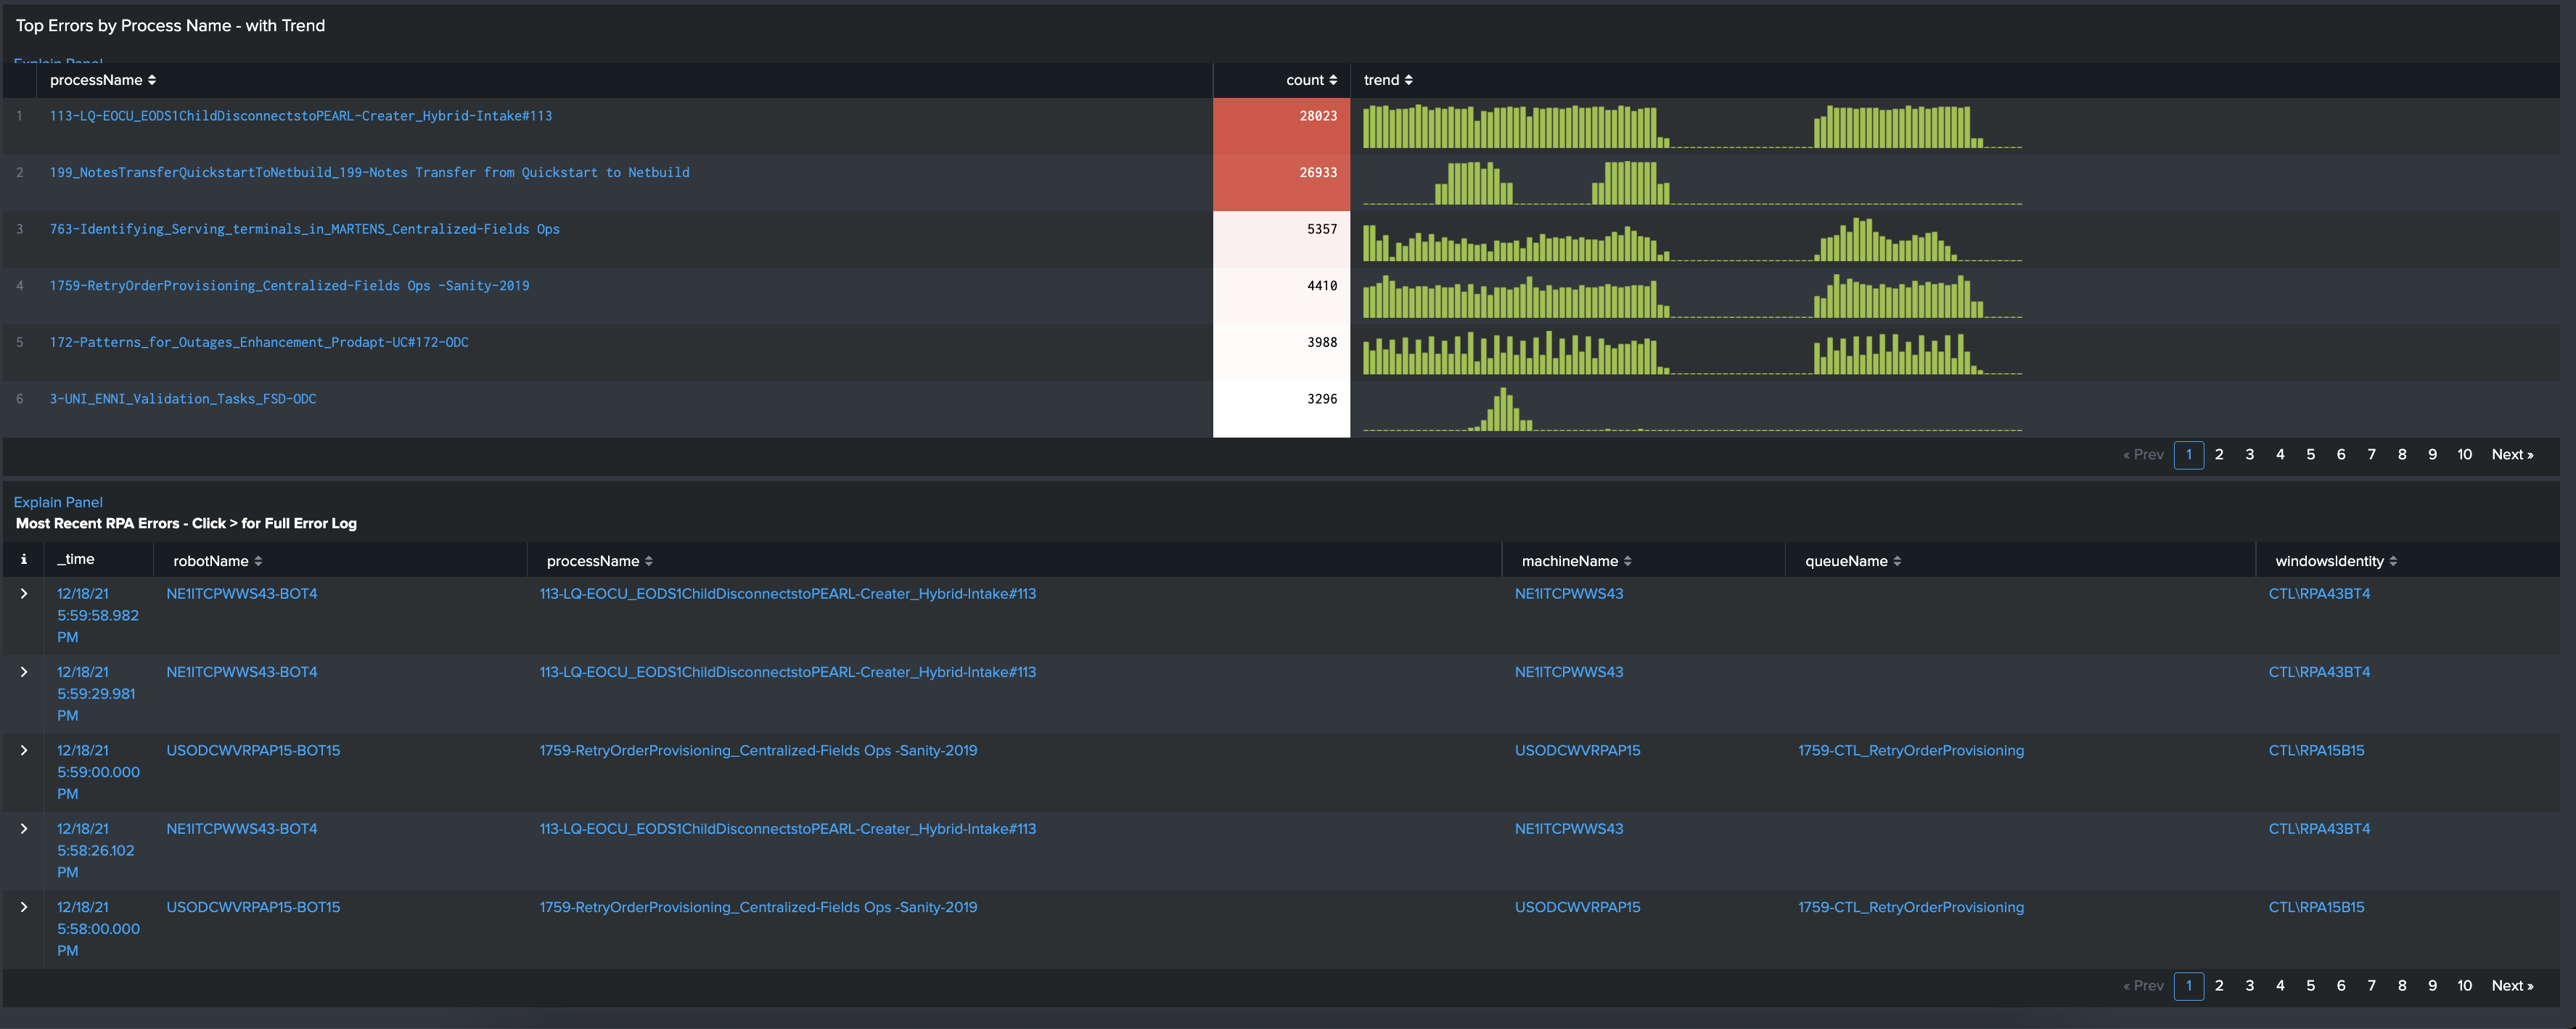 Top Errors by Process Name - with Trend
Explain Panel
processName count trend
1 113-LQ-EOCU_EODS1ChildDisconnectstoPEARL-Creater_Hybrid-Intake#113 28023
2 199_NotesTransferQuickstartToNetbuild_199-Notes Transfer from Quickstart to Netbuild 26933
3 763-Identifying_Serving_terminals_in_MARTENS_Centralized-Fields Ops 5357
4 1759-RetryOrderProvisioning_Centralized-Fields Ops -Sanity-2019 4410
5 172-Patterns_for_Outages_Enhancement_Prodapt-UC#172-ODC 3988
6 3-UNI_ENNI_Validation_Tasks_FSD-ODC 3296
« Prev 1 2 3 4 5 6 7 8 9 10 Next »
Explain Panel
Most Recent RPA Errors - Click > for Full Error Log
i _time robotName processName machineName queueName windowsIdentity
> 12/18/21 NE1ITCPWWS43-BOT4 113-LQ-EOCU_EODS1ChildDisconnectstoPEARL-Creater_Hybrid-Intake#113 NE1ITCPWWS43 CTL\RPA43BT4
5:59:58.982
PM
> 12/18/21 NE1ITCPWWS43-BOT4 113-LQ-EOCU_EODS1ChildDisconnectstoPEARL-Creater_Hybrid-Intake#113 NE1ITCPWWS43 CTL\RPA43BT4
5:59:29.981
PM
> 12/18/21 USODCWVRPAP15-BOT15 1759-RetryOrderProvisioning_Centralized-Fields Ops -Sanity-2019 USODCWVRPAP15 1759-CTL_RetryOrderProvisioning CTL\RPA15B15
5:59:00.000
PM
> 12/18/21 NE1ITCPWWS43-BOT4 113-LQ-EOCU_EODS1ChildDisconnectstoPEARL-Creater_Hybrid-Intake#113 NE1ITCPWWS43 CTL\RPA43BT4
5:58:26.102
PM
> 12/18/21 USODCWVRPAP15-BOT15 1759-RetryOrderProvisioning_Centralized-Fields Ops -Sanity-2019 USODCWVRPAP15 1759-CTL_RetryOrderProvisioning CTL\RPA15B15
5:58:00.000
PM
« Prev 1 2 3 4 5 6 7 8 9 10 Next »